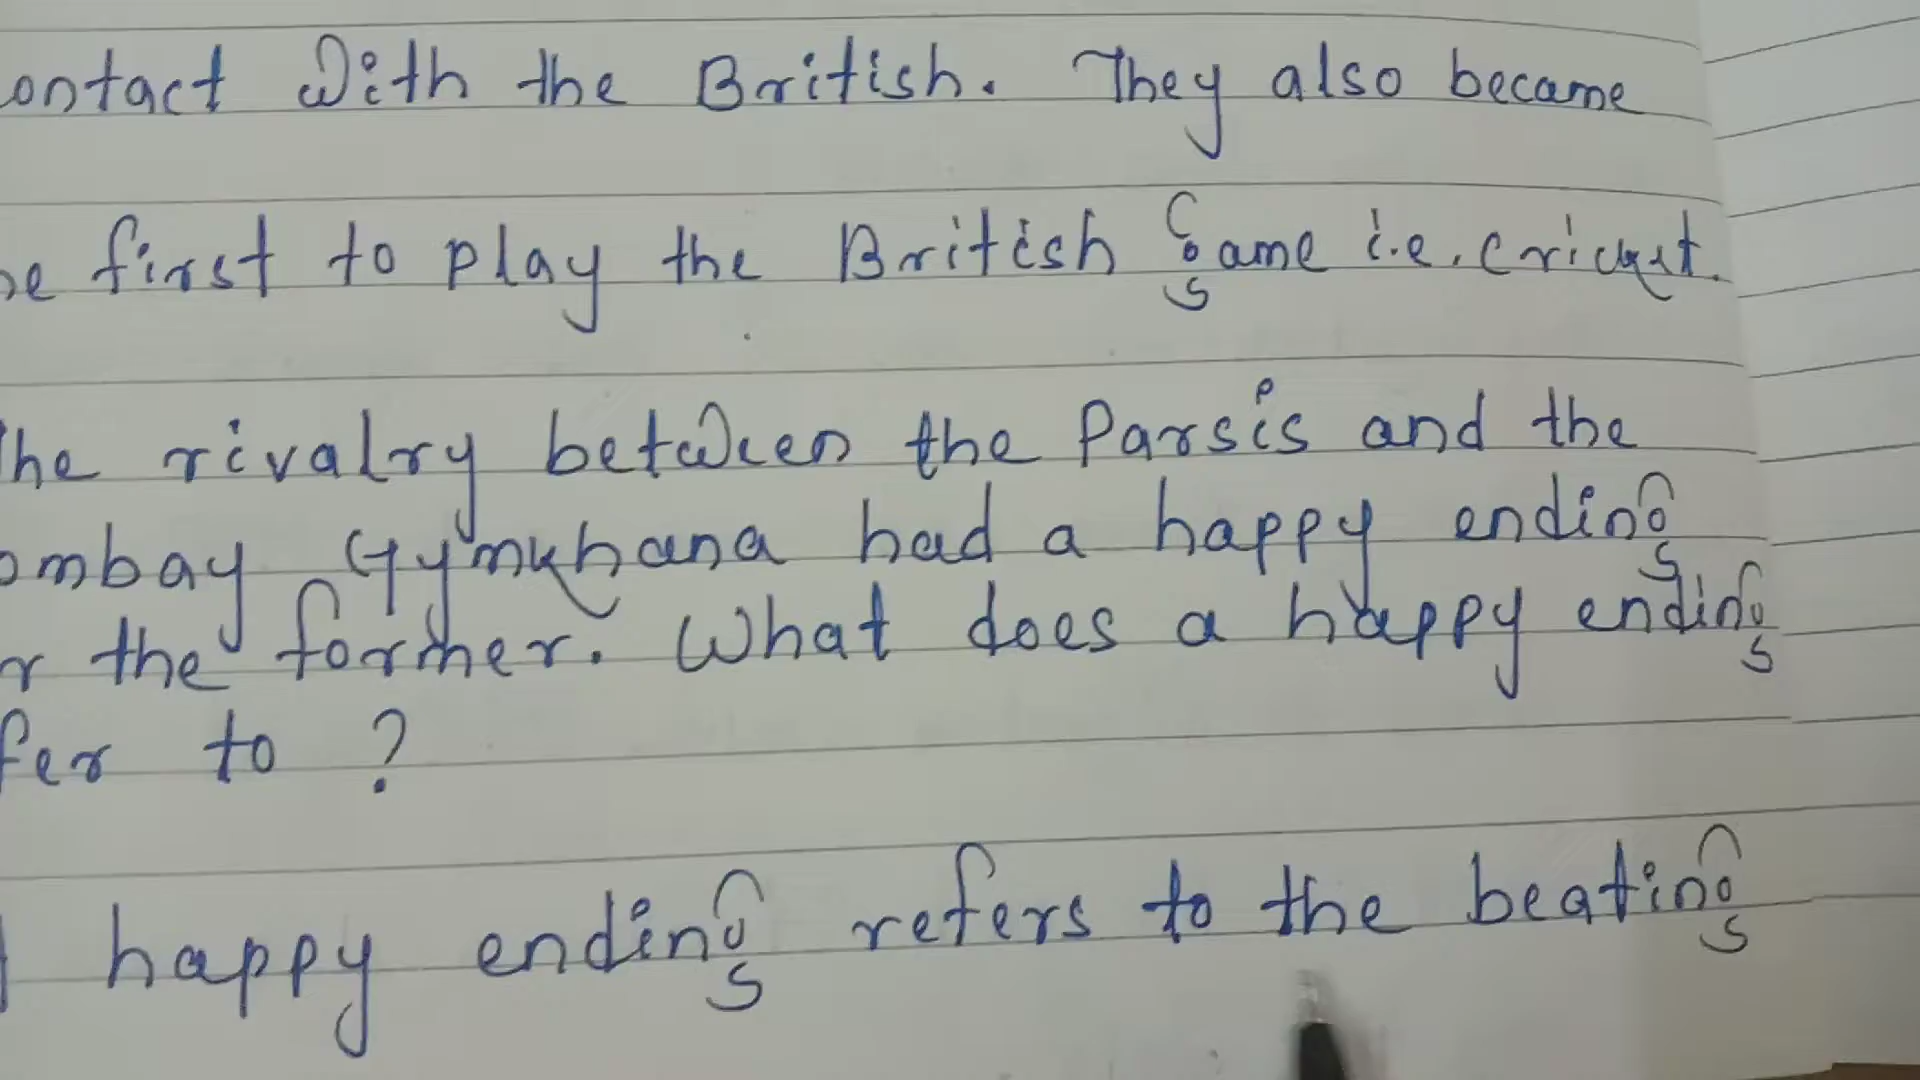 ontact with the British. They also became
he first to play the British Game i.e. cricket.
The rivalry between the Parsis and the
ombay Gymkhana had a happy ending
r the former. What does a happy ending
fer to ?
happy ending refers to the beating